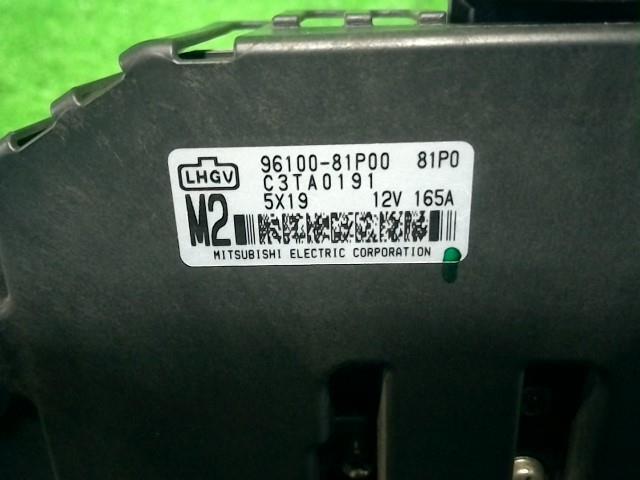 LHGV 96100-81P00 81P0
C3TA0191
M2 5X19 12V 165A
MITSUBISHI ELECTRIC CORPORATION